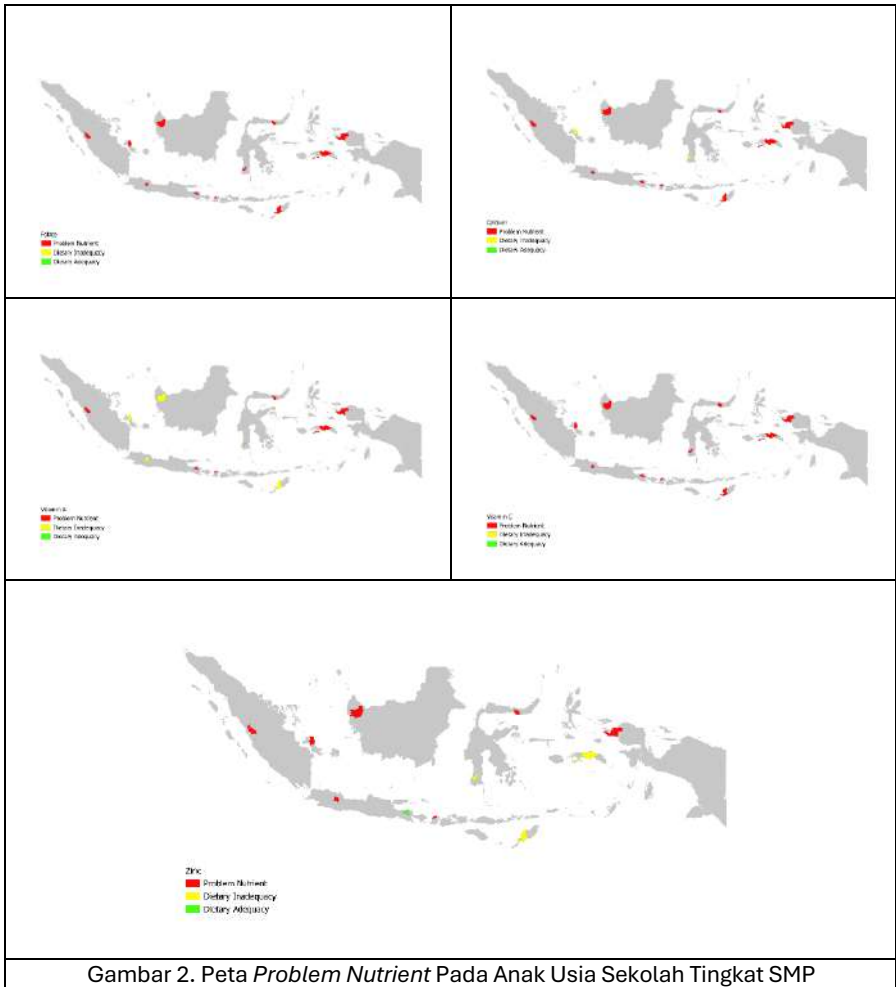 Folate
Problem Nutrient
Dietary Inadequacy
Dietary Adequacy
Problem Nutrient
Dietary Inadequacy
Dietary Adequacy
Vitamin A
Problem Nutrient
Dietary Inadequacy
Dietary Adequacy
Vitamin C
Problem Nutrient
Dietary Inadequacy
Dietary Adequacy
Zinc
Problem Nutrient
Dietary Inadequacy
Dietary Adequacy
Gambar 2. Peta Problem Nutrient Pada Anak Usia Sekolah Tingkat SMP